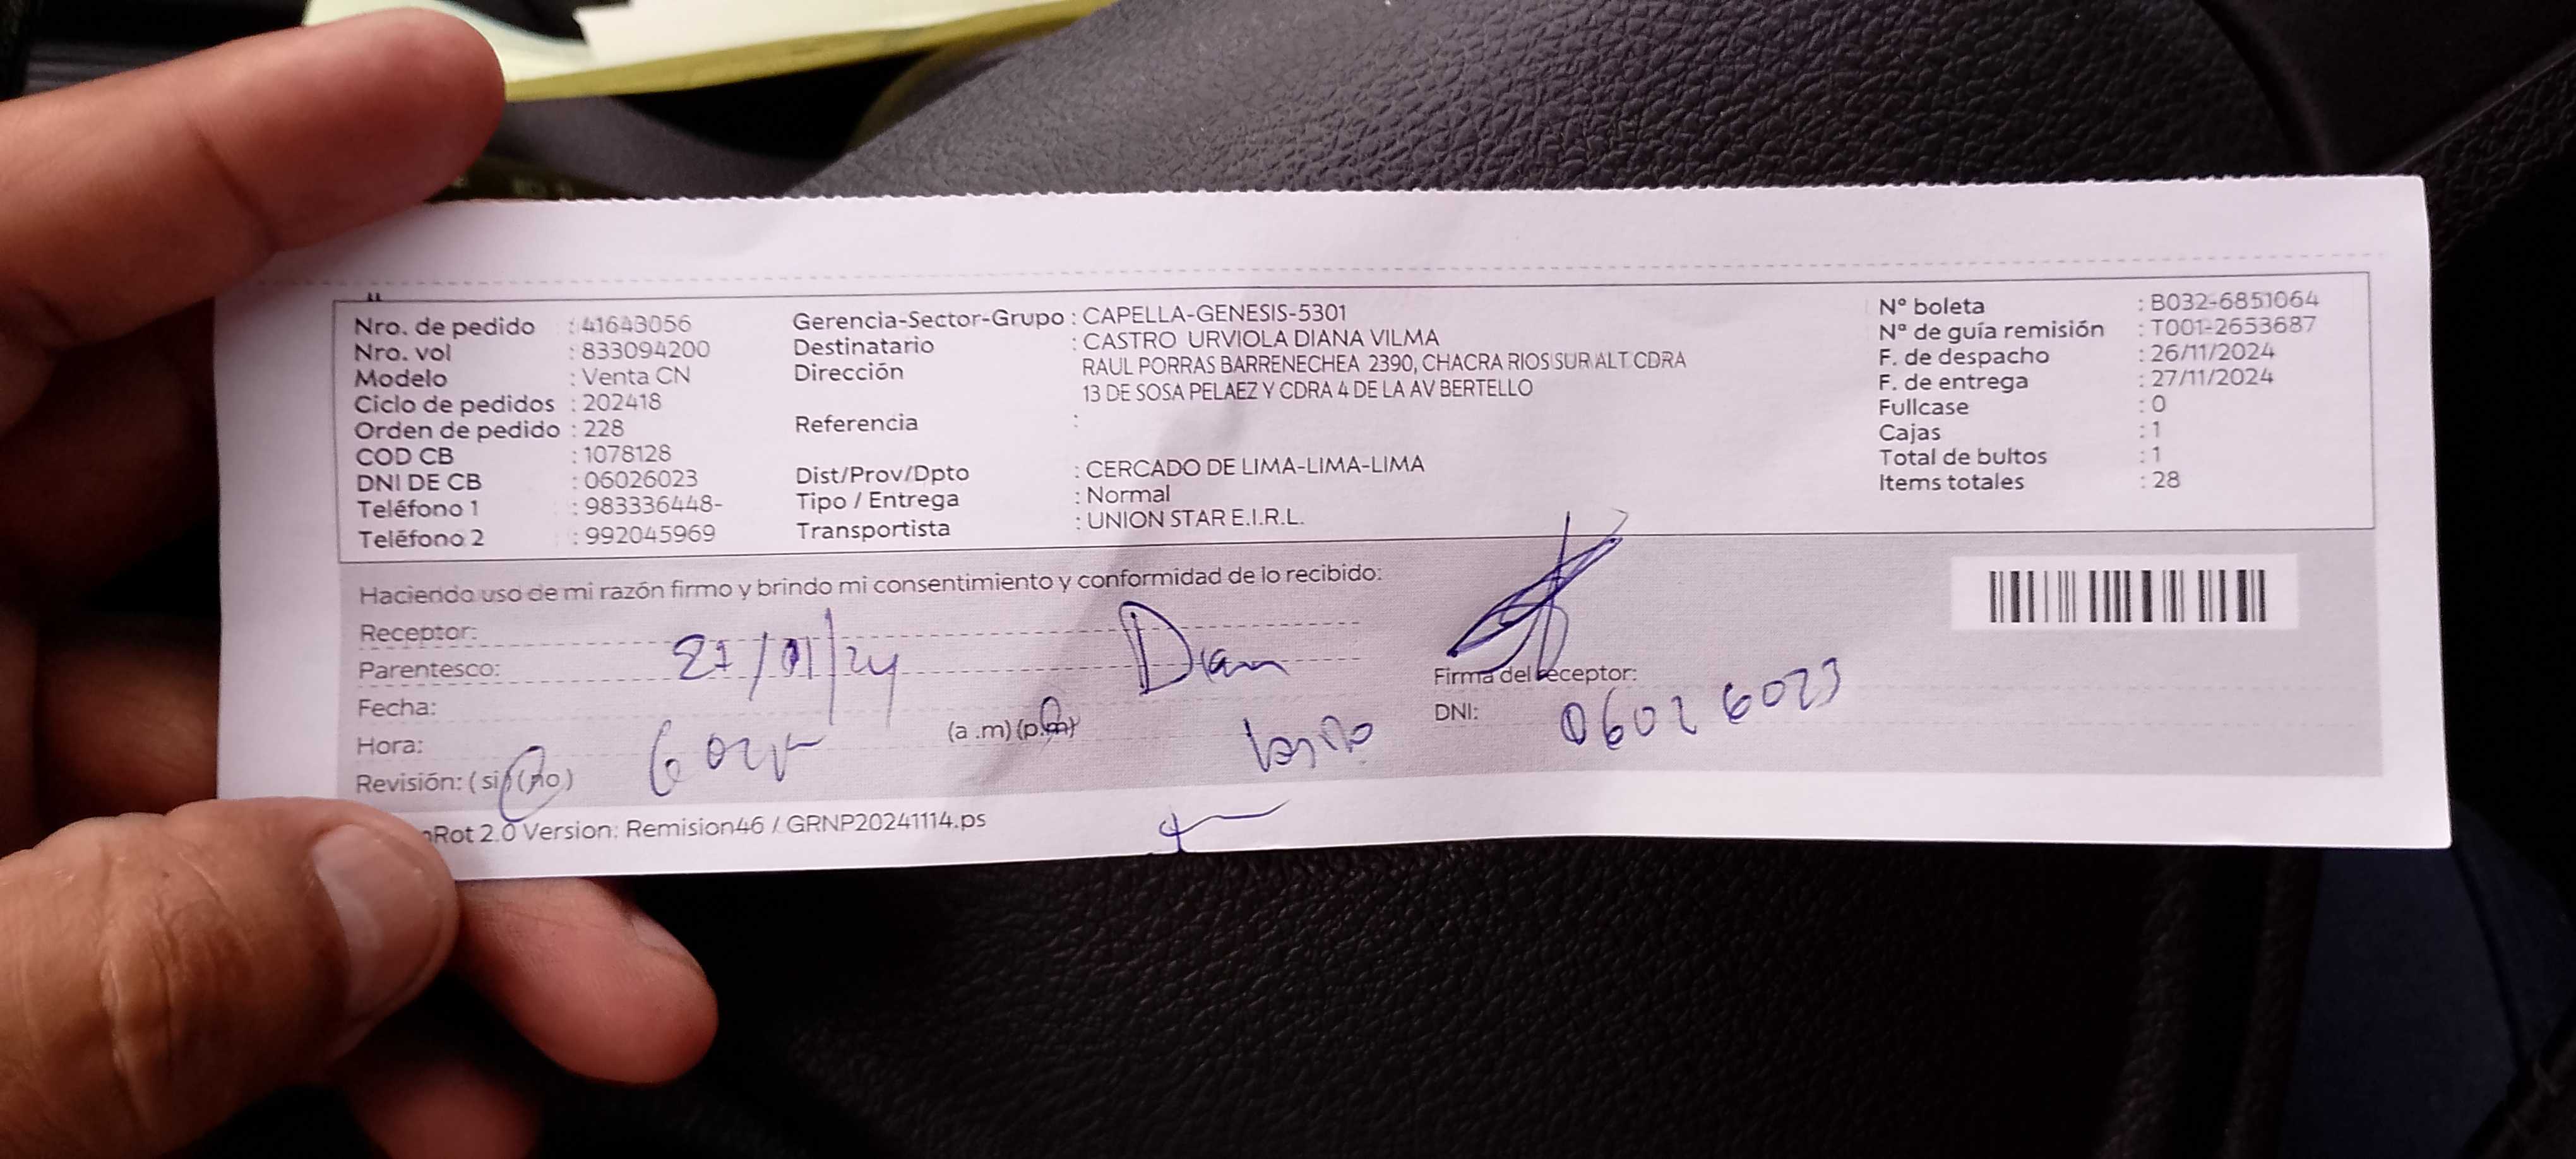 Nro. de pedido : 41643056
Nro. vol : 833094200
Modelo : Venta CN
Ciclo de pedidos : 202418
Orden de pedido : 228
COD CB : 1078128
DNI DE CB : 06026023
Teléfono 1 : 983336448-
Teléfono 2 : 992045969
Gerencia-Sector-Grupo : CAPELLA-GENESIS-5301
Destinatario : CASTRO URVIOLA DIANA VILMA
Dirección RAUL PORRAS BARRENECHEA 2390, CHACRA RIOS SUR ALT CDRA
13 DE SOSA PELAEZ Y CDRA 4 DE LA AV BERTELLO
Referencia :
Dist/Prov/Dpto : CERCADO DE LIMA-LIMA-LIMA
Tipo / Entrega : Normal
Transportista : UNION STAR E.I.R.L.
N° boleta : B032-6851064
N° de guía remisión : T001-2653687
F. de despacho : 26/11/2024
F. de entrega : 27/11/2024
Fullcase : 0
Cajas : 1
Total de bultos : 1
Items totales : 28
Haciendo uso de mi razón firmo y brindo mi consentimiento y conformidad de lo recibido:
Receptor:
Parentesco:
Fecha:
Hora: (a .m) (p.m)
Revisión: ( si) (no)
Firma del receptor:
DNI: 06026023
Rot 2.0 Version: Remision46 / GRNP20241114.ps